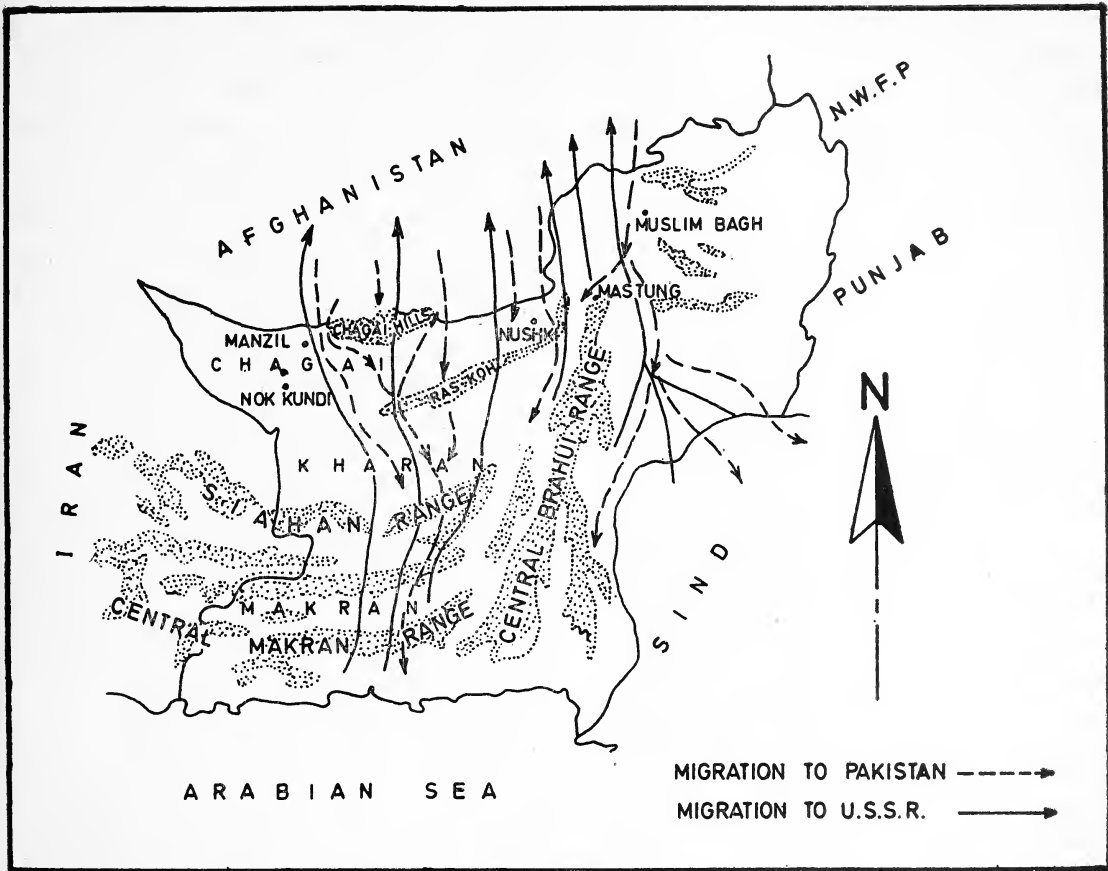 N.W.F.P
AFGHANISTAN
MUSLIM BAGH
PUNJAB
MASTUNG
CHAGAI HILLS
NUSHKI
MANZIL
CHAGAI
NOK KUNDI
RAS KOH
N
IRAN
KHARAN
SIAHAN RANGE
CENTRAL BRAHUI RANGE
SIND
MAKRAN
CENTRAL MAKRAN RANGE
MIGRATION TO PAKISTAN
ARABIAN SEA
MIGRATION TO U.S.S.R.